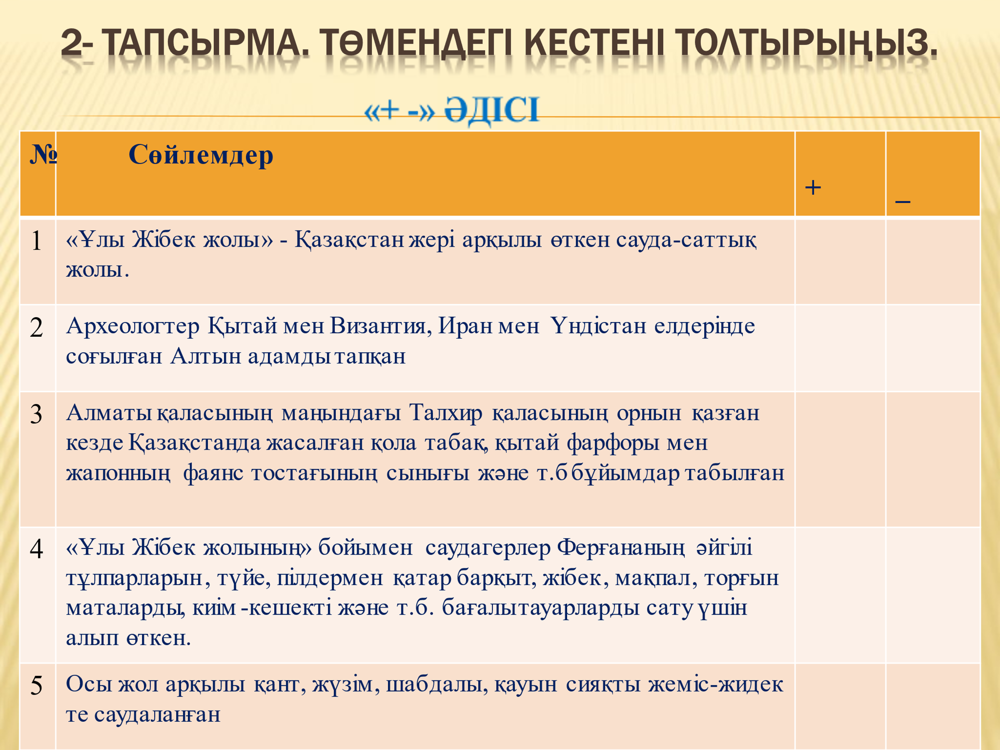 2- ТАПСЫРМА. ТӨМЕНДЕГІ КЕСТЕНІ ТОЛТЫРЫҢЫЗ.
«+ -» ӘДІСІ
№ Сөйлемдер + _
1 «Ұлы Жібек жолы» - Қазақстан жері арқылы өткен сауда-саттық
жолы.
2 Археологтер Қытай мен Византия, Иран мен Үндістан елдерінде
соғылған Алтын адамды тапқан
3 Алматы қаласының маңындағы Талхир қаласының орнын қазған
кезде Қазақстанда жасалған қола табақ, қытай фарфоры мен
жапонның фаянс тостағының сынығы және т.б бұйымдар табылған
4 «Ұлы Жібек жолының» бойымен саудагерлер Ферғананың әйгілі
тұлпарларын, түйе, пілдермен қатар барқыт, жібек, мақпал, торғын
маталарды, киім -кешекті және т.б. бағалы тауарларды сату үшін
алып өткен.
5 Осы жол арқылы қант, жүзім, шабдалы, қауын сияқты жеміс-жидек
те саудаланған